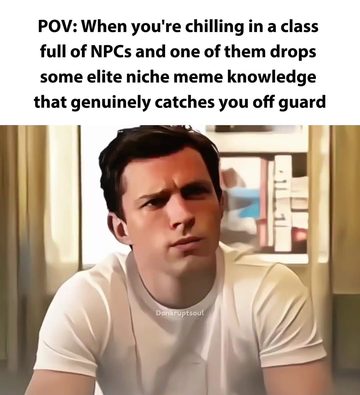 POV: When you're chilling in a class
full of NPCs and one of them drops
some elite niche meme knowledge
that genuinely catches you off guard
Dankruptsoul